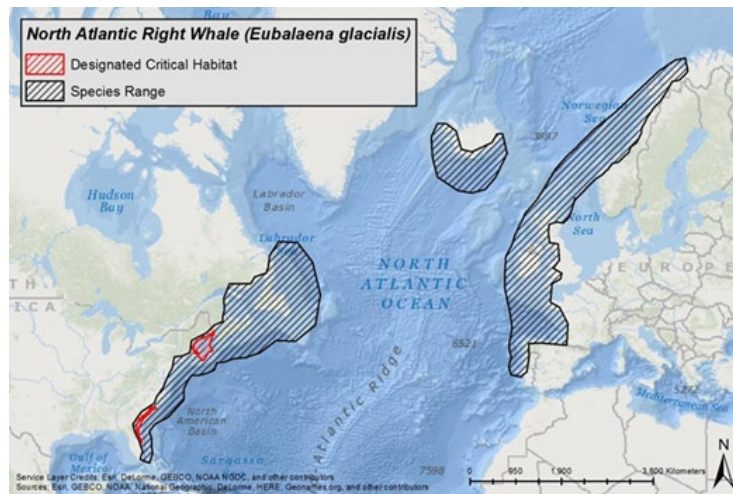 Bay
North Atlantic Right Whale (Eubalaena glacialis)
Designated Critical Habitat
Species Range
Norwegian
Sea
3887
Hudson
Bay
Labrador
Basin
Labrador
North
Sea
NORTH
ATLANTIC
OCEAN
EUROPE
6521
5272
Mediterranean Sea
North
American
Basin
Atlantic Ridge
Gulf of
Mexico
Sargasso
7598
N
0 950 1,900 3,800 Kilometers
Service Layer Credits: Esri, DeLorme, GEBCO, NOAA NGDC, and other contributors
Sources: Esri, GEBCO, NOAA, National Geographic, DeLorme, HERE, Geonames.org, and other contributors